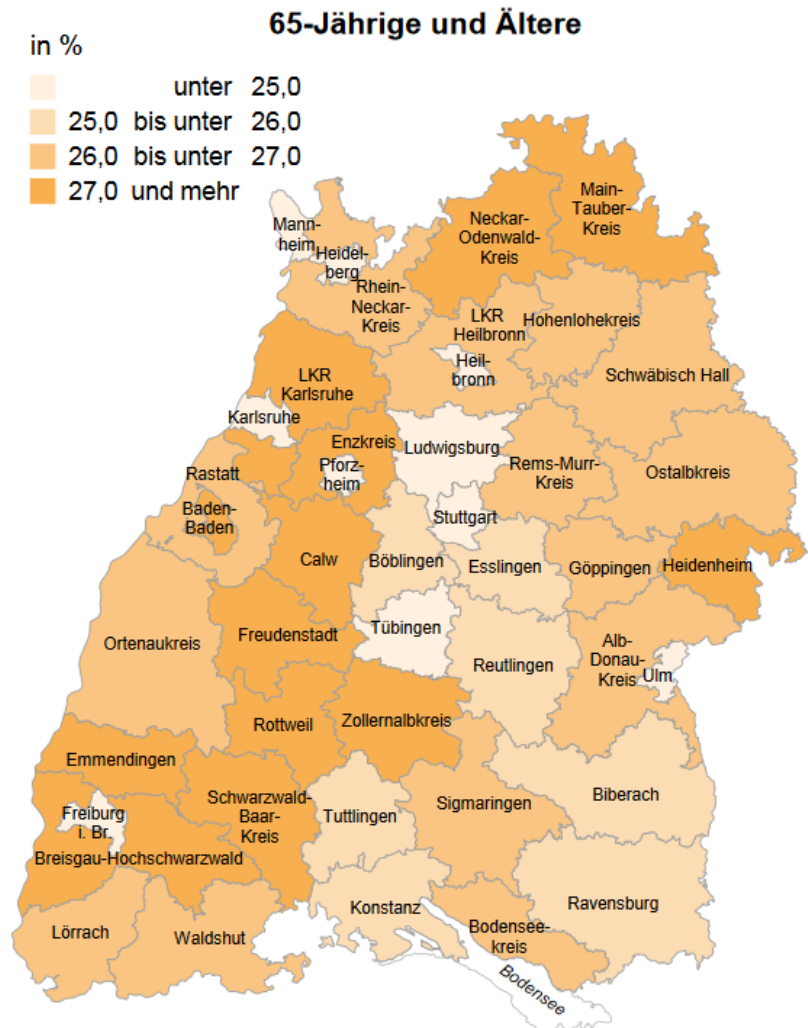 65-Jährige und Ältere
in %
unter 25,0
25,0 bis unter 26,0
26,0 bis unter 27,0
27,0 und mehr
Main-
Tauber-
Kreis
Neckar-
Odenwald-
Kreis
Mann-
heim
Heidel-
berg
Rhein-
Neckar-
Kreis
LKR
Heilbronn
Hohenlohekreis
Heil-
bronn
Schwäbisch Hall
LKR
Karlsruhe
Karlsruhe
Enzkreis
Ludwigsburg
Pforz-
heim
Rems-Murr-
Kreis
Ostalbkreis
Rastatt
Baden-
Baden
Stuttgart
Calw
Böblingen
Esslingen
Göppingen
Heidenheim
Ortenaukreis
Freudenstadt
Tübingen
Reutlingen
Alb-
Donau-
Kreis
Ulm
Rottweil
Zollernalbkreis
Emmendingen
Schwarzwald-
Baar-
Kreis
Tuttlingen
Sigmaringen
Biberach
Freiburg
i. Br.
Breisgau-Hochschwarzwald
Lörrach
Waldshut
Konstanz
Bodensee-
kreis
Ravensburg
Bodensee